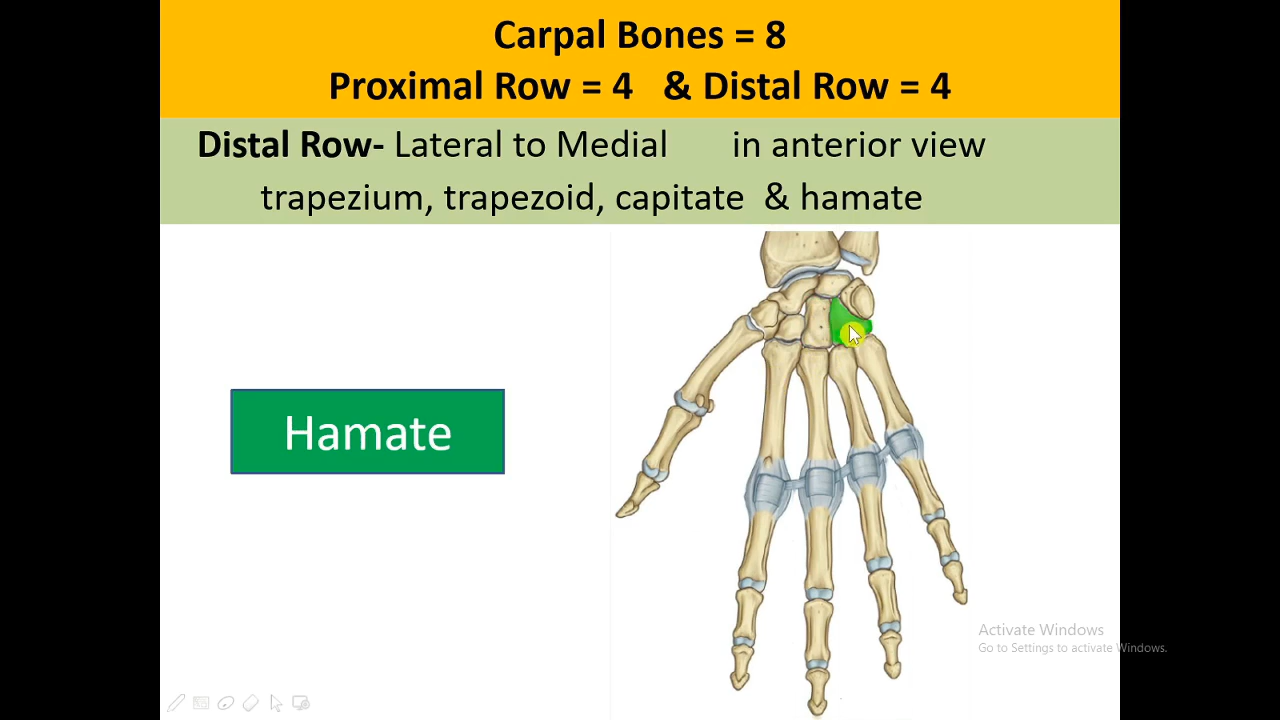 Carpal Bones = 8
Proximal Row = 4 & Distal Row = 4
Distal Row- Lateral to Medial in anterior view
trapezium, trapezoid, capitate & hamate
Hamate
Activate Windows
Go to Settings to activate Windows.